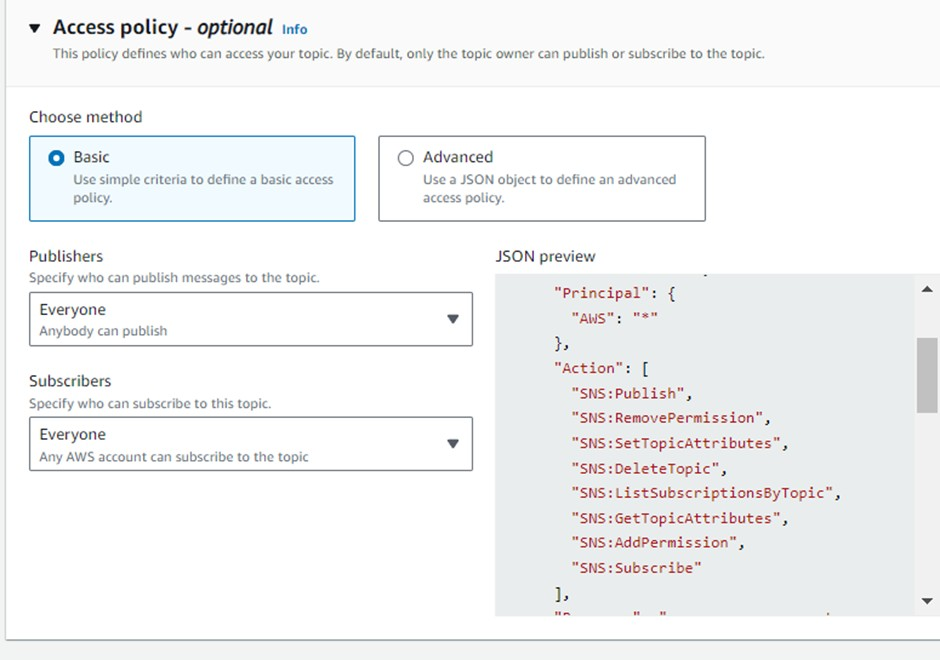 Access policy - optional Info
This policy defines who can access your topic. By default, only the topic owner can publish or subscribe to the topic.
Choose method
Basic
Use simple criteria to define a basic access
policy.
Advanced
Use a JSON object to define an advanced
access policy.
Publishers
Specify who can publish messages to the topic.
Everyone
Anybody can publish
Subscribers
Specify who can subscribe to this topic.
Everyone
Any AWS account can subscribe to the topic
JSON preview
"Principal": {
"AWS": "*"
},
"Action": [
"SNS:Publish",
"SNS:RemovePermission",
"SNS:SetTopicAttributes",
"SNS:DeleteTopic",
"SNS:ListSubscriptionsByTopic",
"SNS:GetTopicAttributes",
"SNS:AddPermission",
"SNS:Subscribe"
],